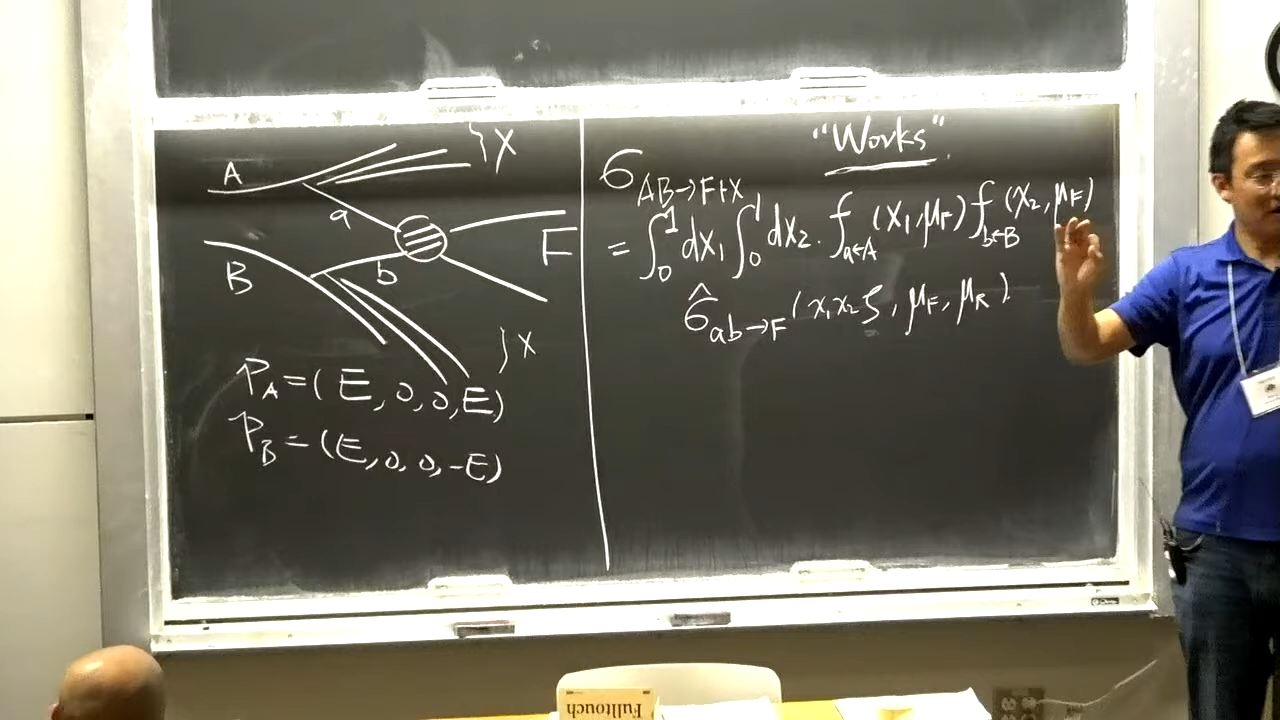 A
} X
a
F
B
b
} X
P_A = (E, 0, 0, E)
P_B = (E, 0, 0, -E)
"Works"
σ_{AB→F+X}
= ∫_0^1 dx_1 ∫_0^1 dx_2 · f_{a←A} (x_1, μ_F) f_{b←B} (x_2, μ_F)
σ̂_{ab→F} (x_1 x_2 S, μ_F, μ_R).
Fulltouch